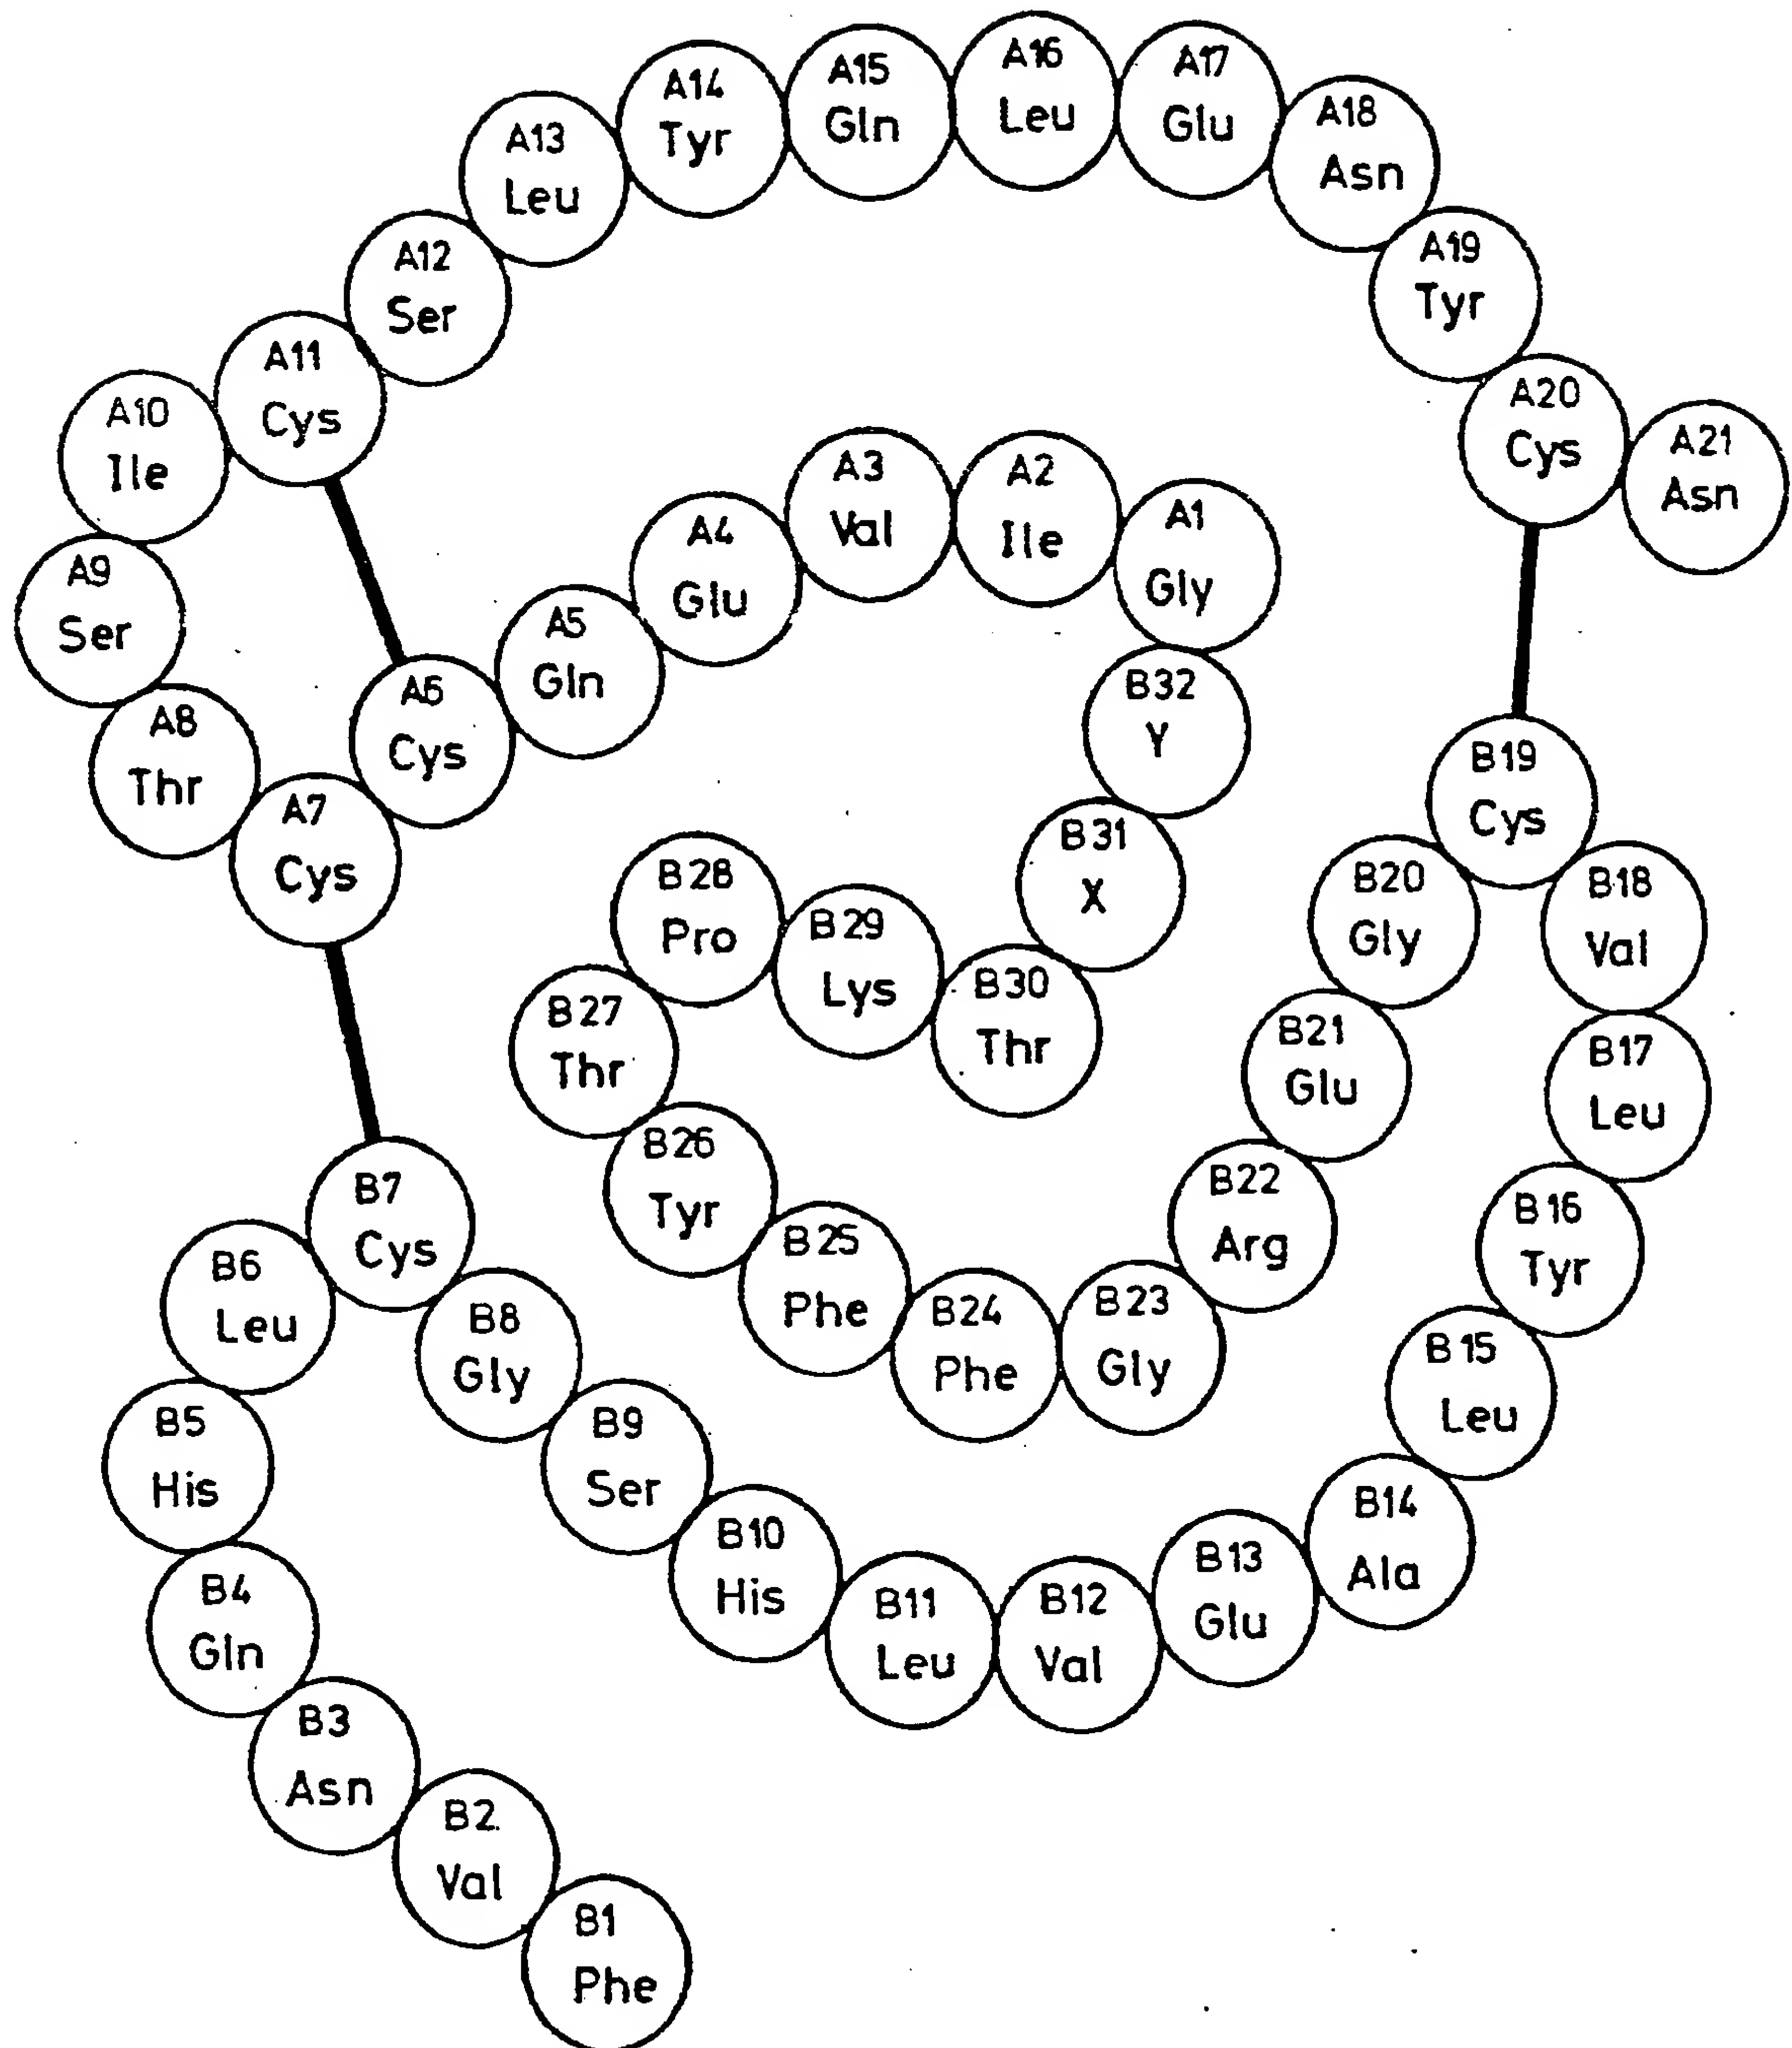 A16
Leu
A17
Glu
A15
Gln
A14
Tyr
A18
Asn
A13
Leu
A19
Tyr
A12
Ser
A11
Cys
A20
Cys
A10
Ile
A21
Asn
A3
Val
A2
Ile
A1
Gly
A4
Glu
A9
Ser
A5
Gln
A6
Cys
B32
Y
A8
Thr
B19
Cys
A7
Cys
B31
X
B28
Pro
B20
Gly
B18
Val
B29
Lys
B30
Thr
B27
Thr
B21
Glu
B17
Leu
B26
Tyr
B22
Arg
B7
Cys
B16
Tyr
B6
Leu
B25
Phe
B24
Phe
B23
Gly
B8
Gly
B15
Leu
B5
His
B9
Ser
B14
Ala
B10
His
B13
Glu
B4
Gln
B11
Leu
B12
Val
B3
Asn
B2
Val
B1
Phe